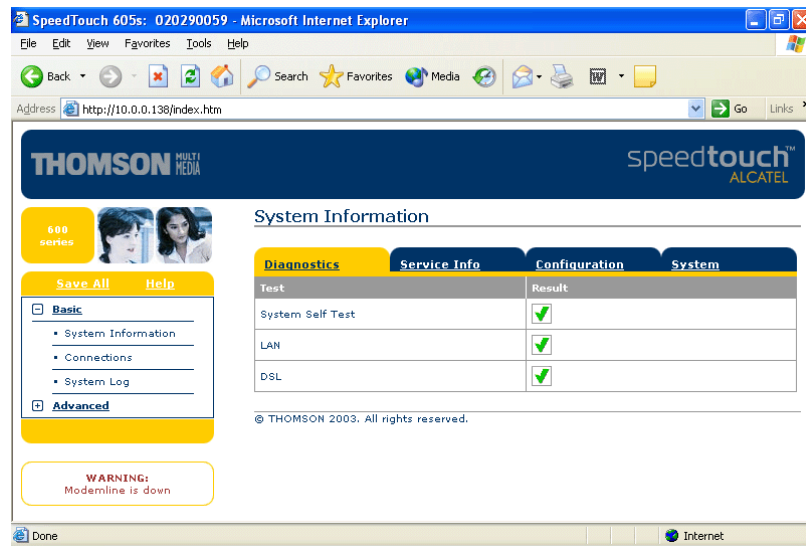 SpeedTouch 605s: 020290059 - Microsoft Internet Explorer
File Edit View Favorites Tools Help
Back Search Favorites Media
Address http://10.0.0.138/index.htm Go Links
THOMSON MULTI MEDIA
speedtouch™
ALCATEL
600 series
System Information
Diagnostics Service Info Configuration System
Save All Help
Test Result
Basic
System Self Test
System Information
LAN
Connections
DSL
System Log
Advanced
© THOMSON 2003. All rights reserved.
WARNING:
Modemline is down
Done Internet